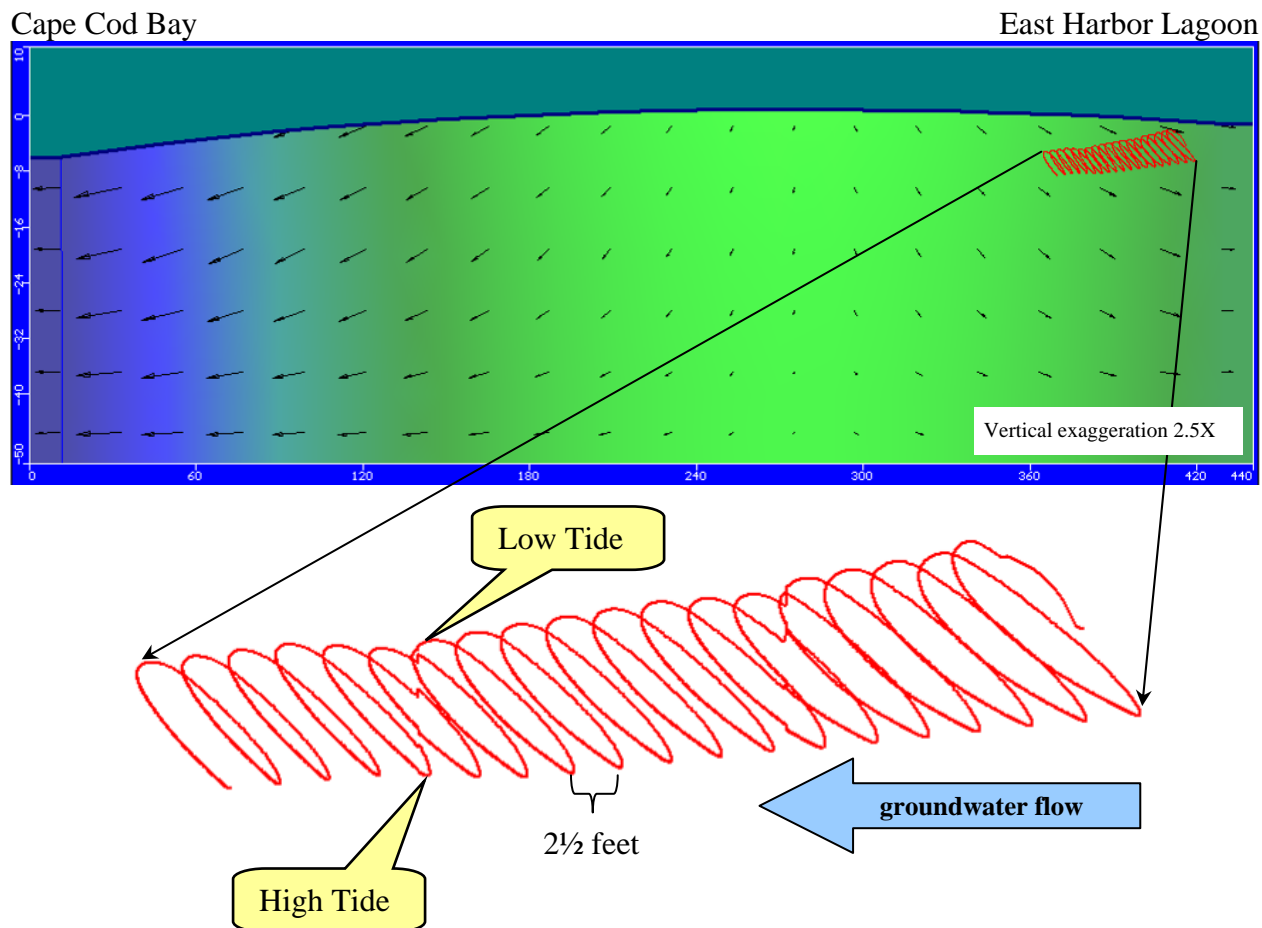 Cape Cod Bay East Harbor Lagoon
10
0
-8
-16
-24
-32
-40
-50
Vertical exaggeration 2.5X
0 60 120 180 240 300 360 420 440
Low Tide
groundwater flow
2½ feet
High Tide